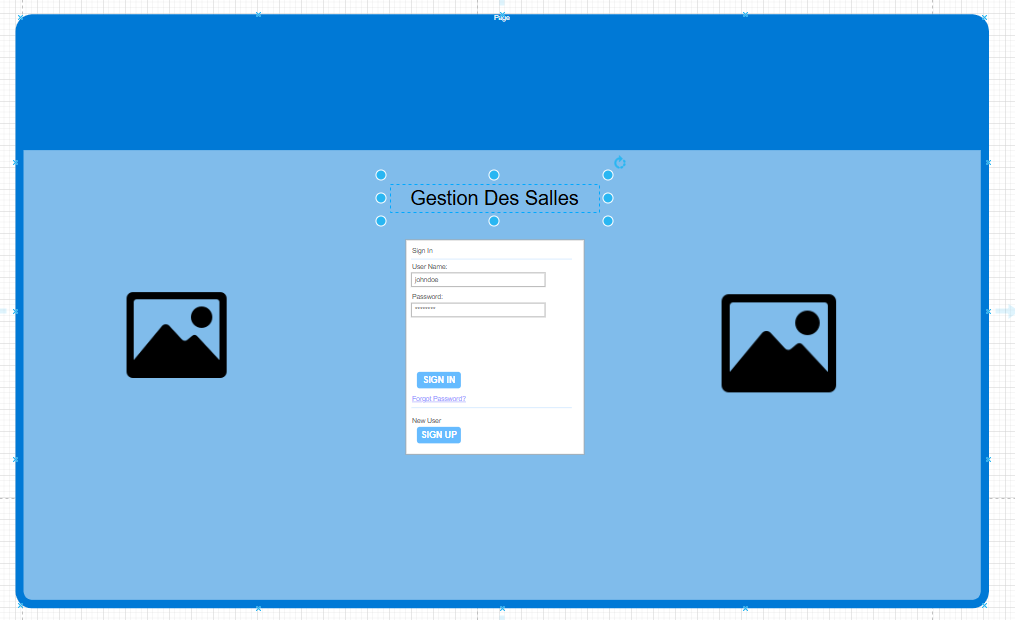 Page
Gestion Des Salles
Sign In
User Name:
johndoe
Password:
********
SIGN IN
Forgot Password?
New User
SIGN UP